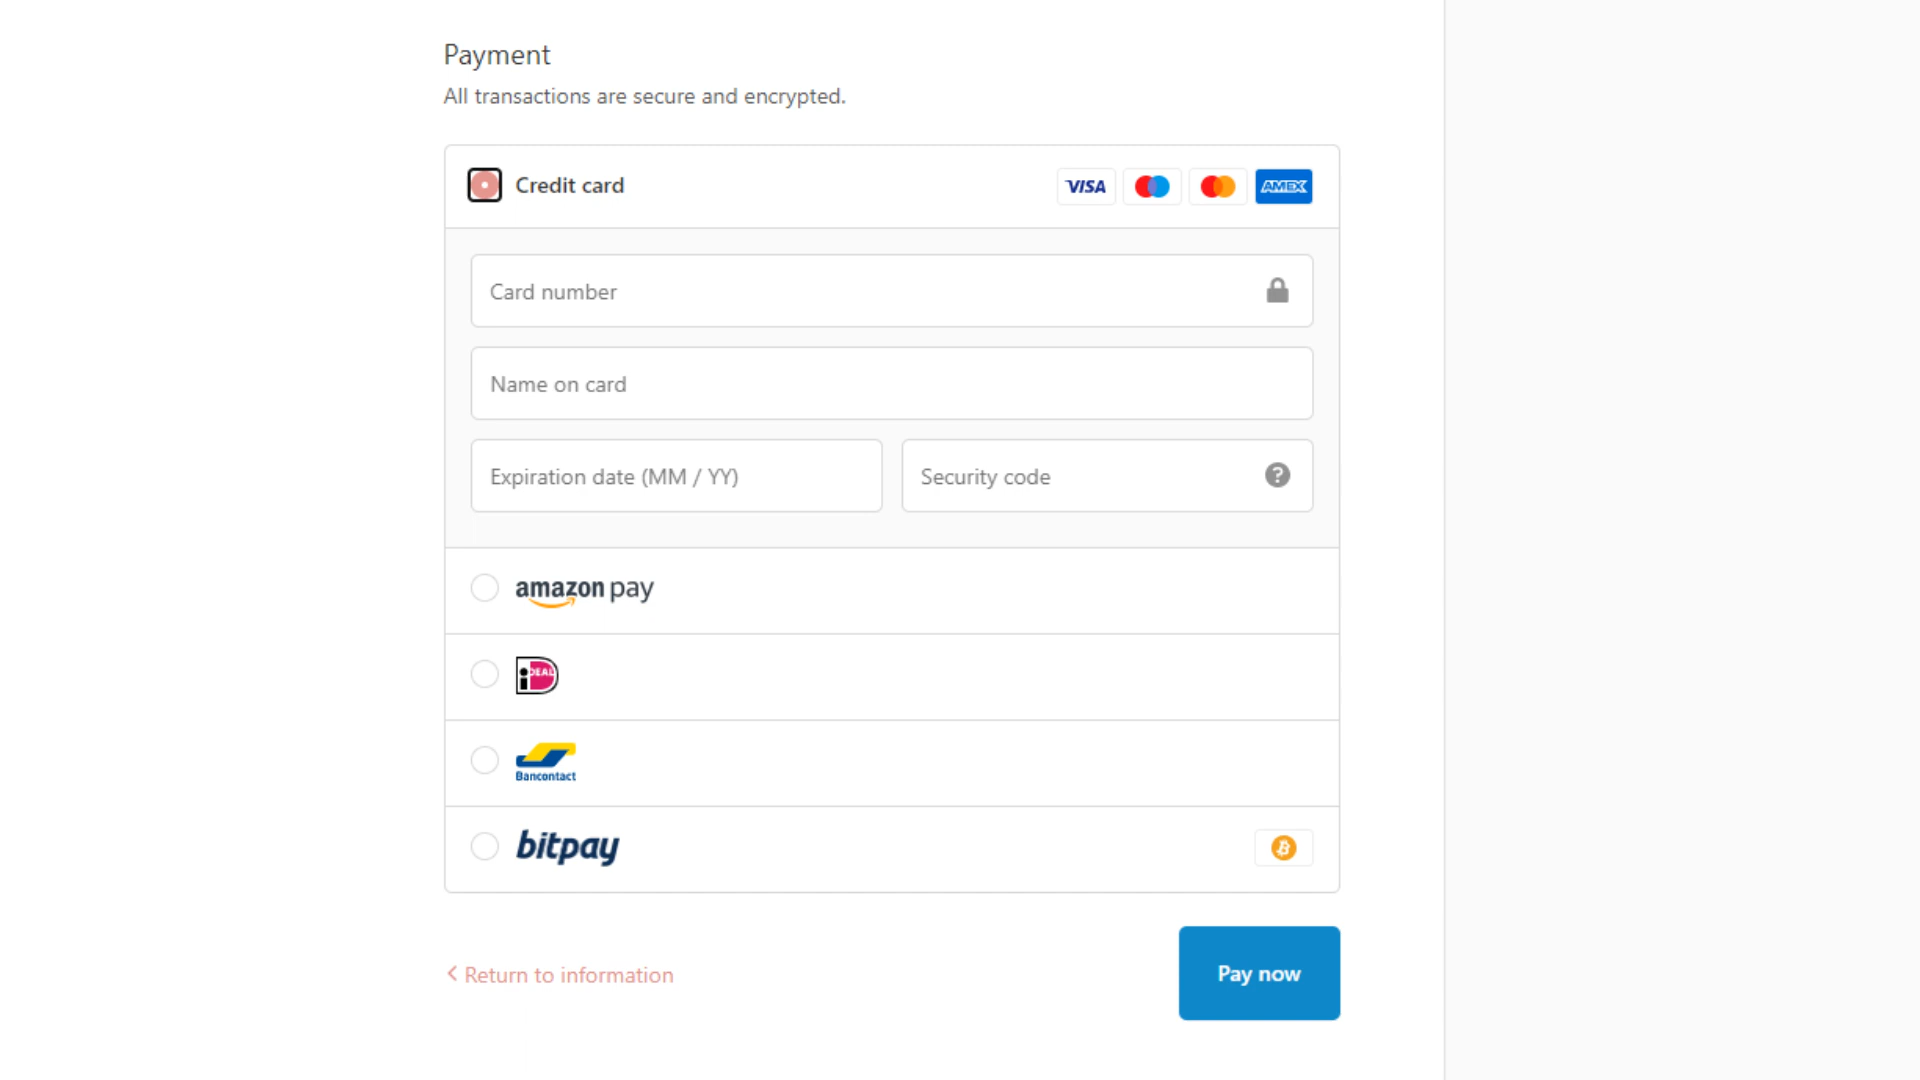 Payment
All transactions are secure and encrypted.
Credit card
VISA
AMEX
Card number
Name on card
Expiration date (MM / YY)
Security code
?
amazon pay
iDEAL
Bancontact
bitpay
< Return to information
Pay now